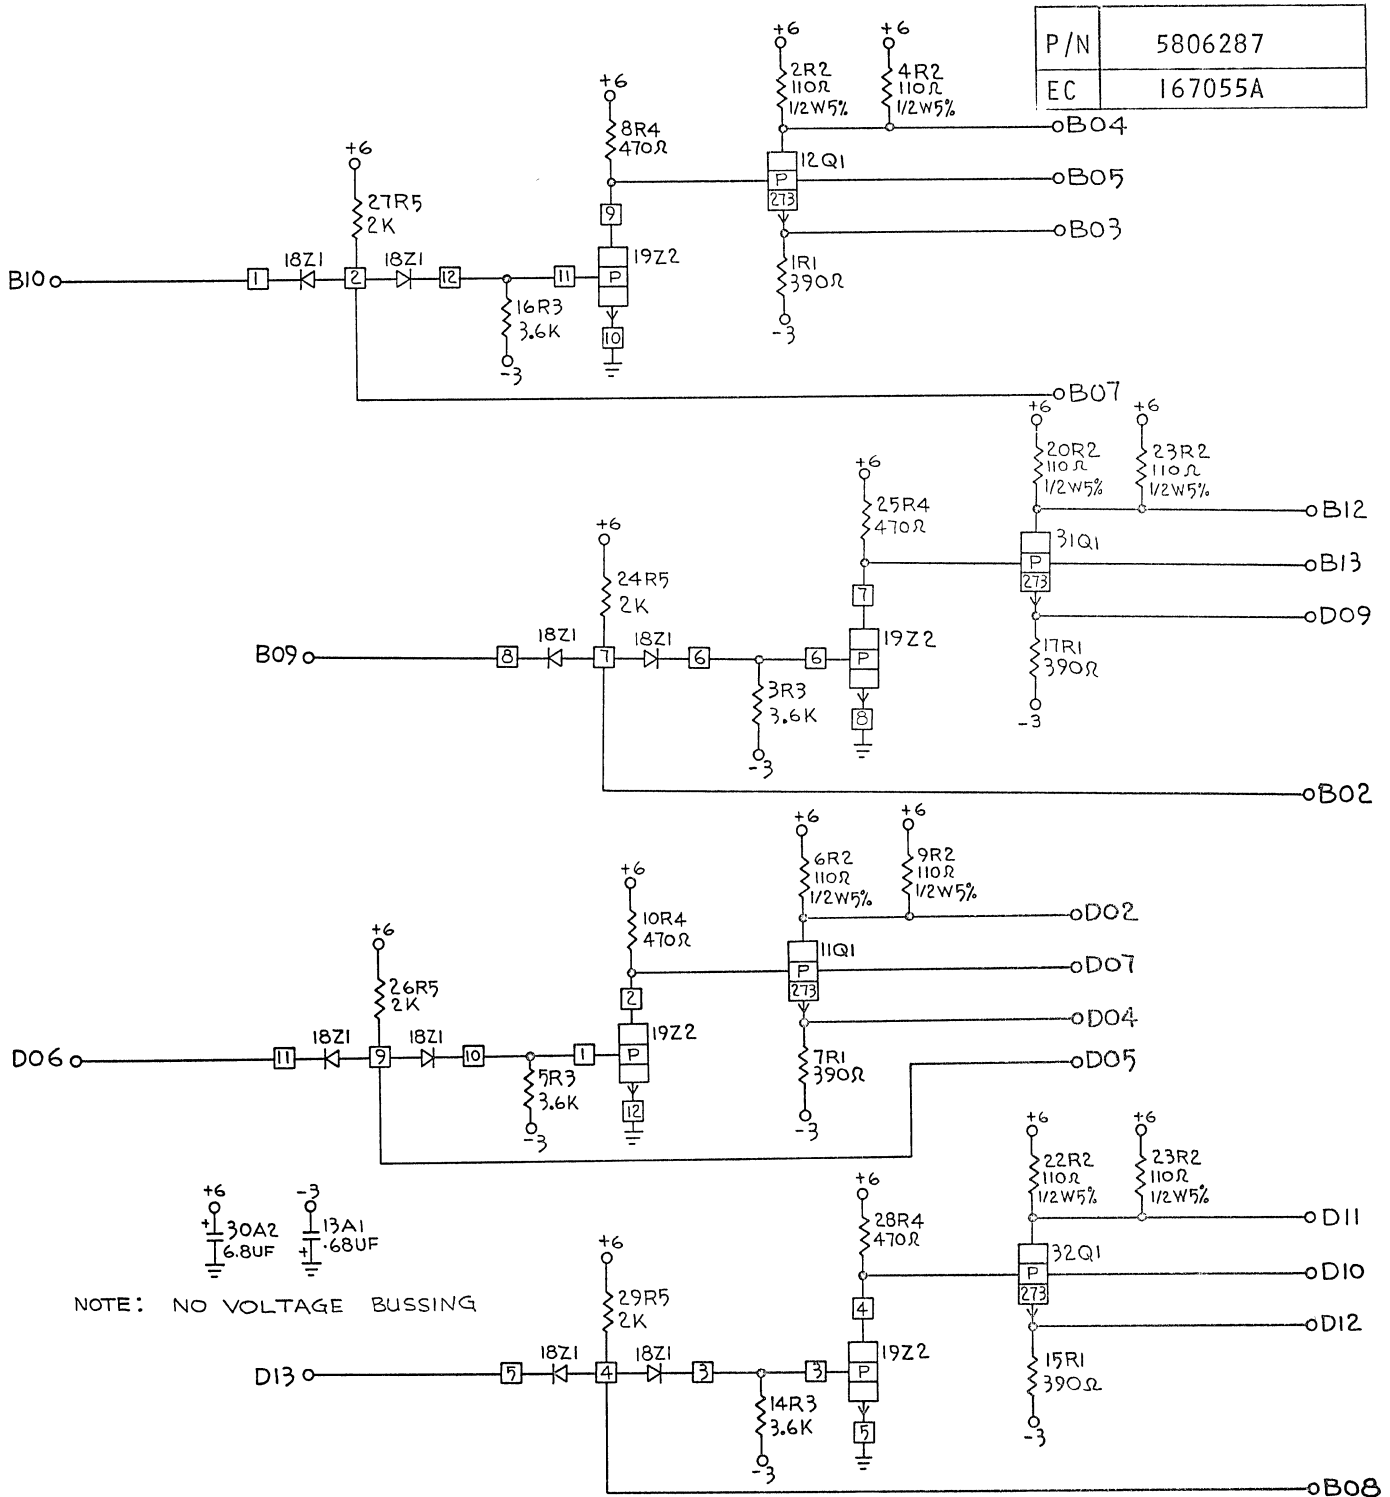 P/N 5806287
EC 167055A
+6
+6
2R2
110Ω
1/2W5%
4R2
110Ω
1/2W5%
B04
+6
8R4
470Ω
12Q1
P
273
B05
B03
+6
27R5
2K
9
19Z2
P
1R1
390Ω
-3
B10
1
18Z1
2
18Z1
12
11
16R3
3.6K
-3
10
B07
+6
+6
20R2
110Ω
1/2W5%
23R2
110Ω
1/2W5%
B12
+6
25R4
470Ω
31Q1
P
273
B13
D09
+6
24R5
2K
7
19Z2
P
17R1
390Ω
-3
B09
8
18Z1
7
18Z1
6
6
3R3
3.6K
-3
8
B02
+6
+6
6R2
110Ω
1/2W5%
9R2
110Ω
1/2W5%
D02
+6
10R4
470Ω
11Q1
P
273
D07
D04
+6
26R5
2K
2
19Z2
P
7R1
390Ω
-3
D05
D06
11
18Z1
9
18Z1
10
1
5R3
3.6K
-3
12
+6
+6
22R2
110Ω
1/2W5%
23R2
110Ω
1/2W5%
D11
+6
+
30A2
6.8UF
-3
+
13A1
.68UF
+6
28R4
470Ω
32Q1
P
273
D10
D12
NOTE: NO VOLTAGE BUSSING
+6
29R5
2K
4
19Z2
P
15R1
390Ω
-3
D13
5
18Z1
4
18Z1
3
3
14R3
3.6K
-3
5
B08